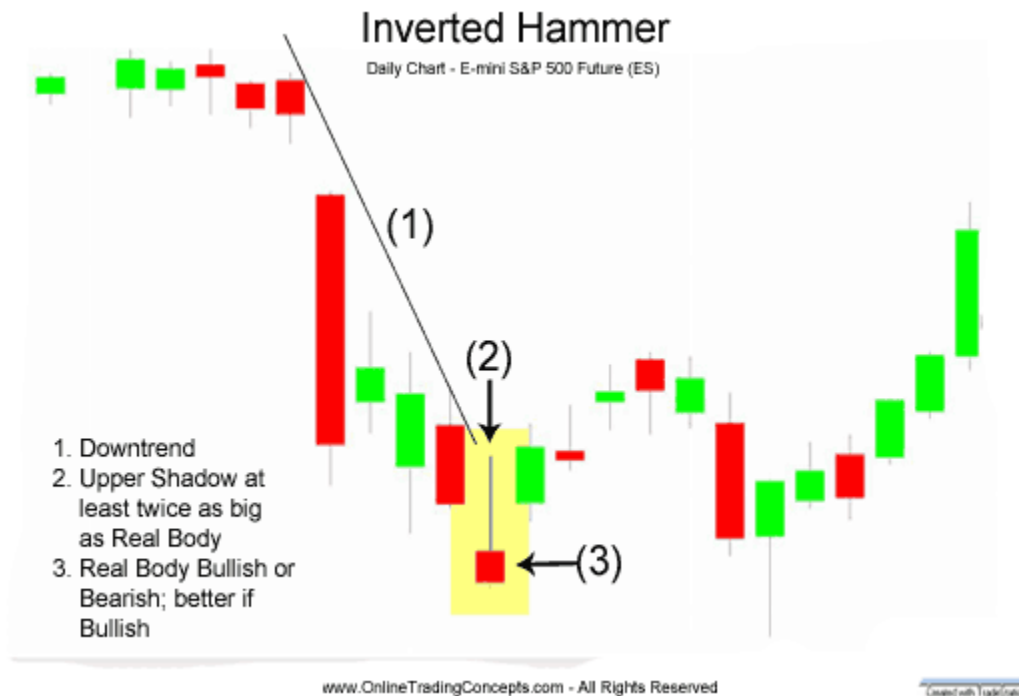 Inverted Hammer
Daily Chart - E-mini S&P 500 Future (ES)
(1)
(2)
1. Downtrend
2. Upper Shadow at
least twice as big
as Real Body
3. Real Body Bullish or
Bearish; better if
Bullish
(3)
www.OnlineTradingConcepts.com - All Rights Reserved
Created with